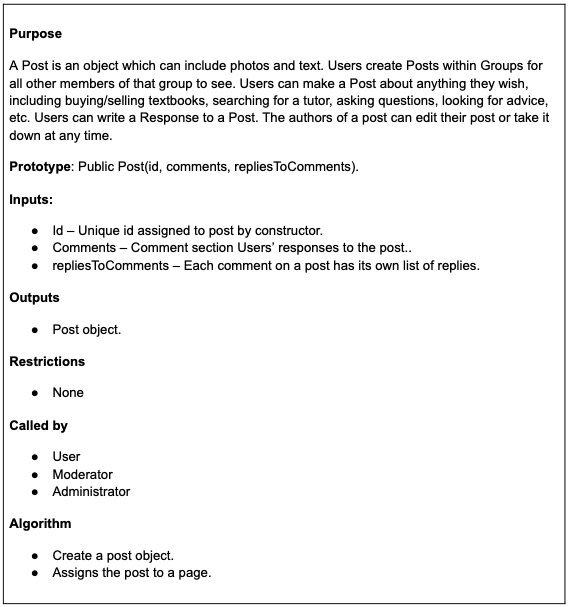 Purpose
A Post is an object which can include photos and text. Users create Posts within Groups for
all other members of that group to see. Users can make a Post about anything they wish,
including buying/selling textbooks, searching for a tutor, asking questions, looking for advice,
etc. Users can write a Response to a Post. The authors of a post can edit their post or take it
down at any time.
Prototype: Public Post(id, comments, repliesToComments).
Inputs:
● Id – Unique id assigned to post by constructor.
● Comments – Comment section Users’ responses to the post..
● repliesToComments – Each comment on a post has its own list of replies.
Outputs
● Post object.
Restrictions
● None
Called by
● User
● Moderator
● Administrator
Algorithm
● Create a post object.
● Assigns the post to a page.